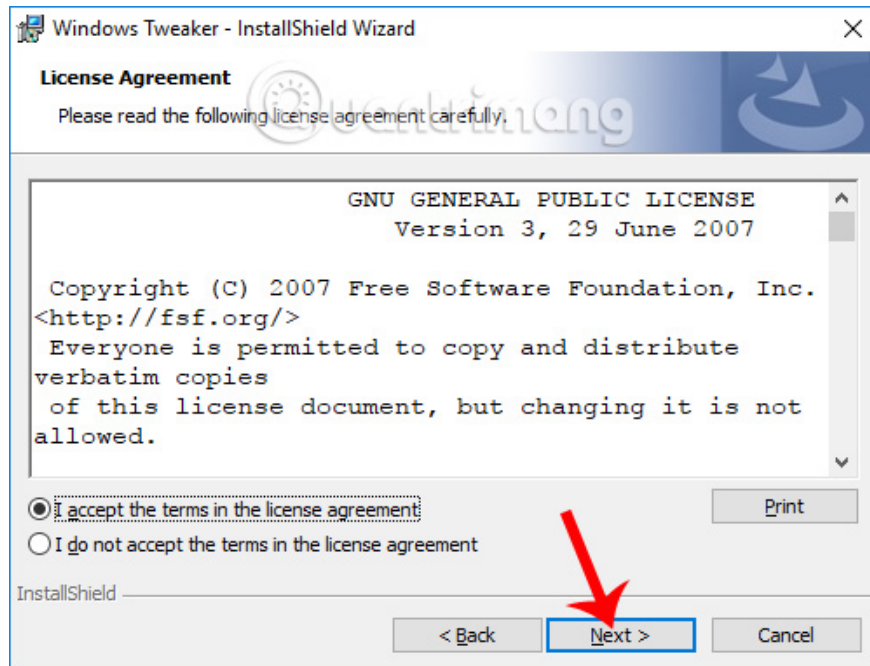 Windows Tweaker - InstallShield Wizard
License Agreement
Please read the following license agreement carefully.
Quantrimang
GNU GENERAL PUBLIC LICENSE
Version 3, 29 June 2007
Copyright (C) 2007 Free Software Foundation, Inc.
<http://fsf.org/>
Everyone is permitted to copy and distribute
verbatim copies
of this license document, but changing it is not
allowed.
I accept the terms in the license agreement
Print
I do not accept the terms in the license agreement
InstallShield
< Back
Next >
Cancel